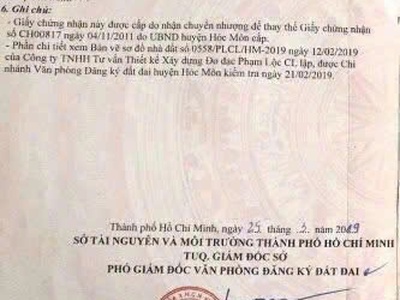 6. Ghi chú:
- Giấy chứng nhận này được cấp do nhận chuyển nhượng để thay thế Giấy chứng nhận
số CH00817 ngày 04/11/2011 do UBND huyện Hóc Môn cấp.
- Phần chi tiết xem Bản vẽ sơ đồ nhà đất số 0558/PLCL/HM-2019 ngày 12/02/2019
của Công ty TNHH Tư vấn Thiết kế Xây dựng Đo đạc Phạm Lộc CL lập, được Chi
nhánh Văn phòng Đăng ký đất đai huyện Hóc Môn kiểm tra ngày 21/02/2019.
Thành phố Hồ Chí Minh, ngày 25 tháng 3 năm 2019
SỞ TÀI NGUYÊN VÀ MÔI TRƯỜNG THÀNH PHỐ HỒ CHÍ MINH
TUQ. GIÁM ĐỐC SỞ
PHÓ GIÁM ĐỐC VĂN PHÒNG ĐĂNG KÝ ĐẤT ĐAI